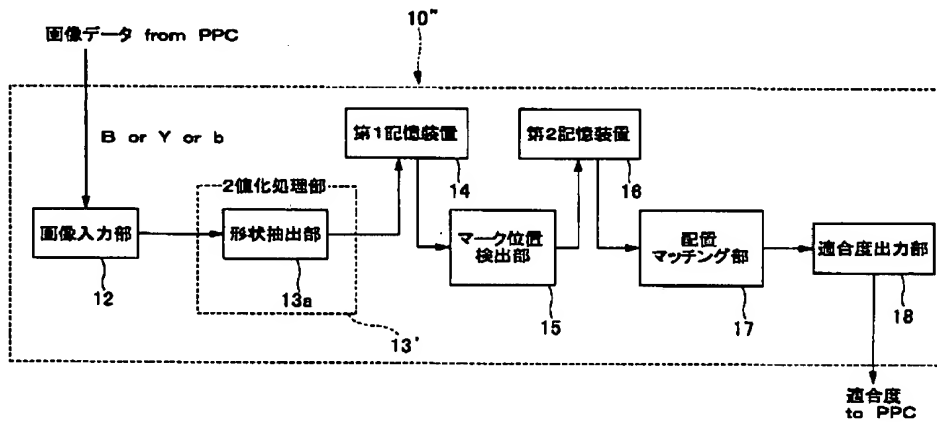 10"
画像データ from PPC
B or Y or b
第1記憶装置
14
第2記憶装置
16
2値化処理部
画像入力部
12
形状抽出部
13a
13'
マーク位置
検出部
15
配置
マッチング部
17
適合度出力部
18
適合度
to PPC